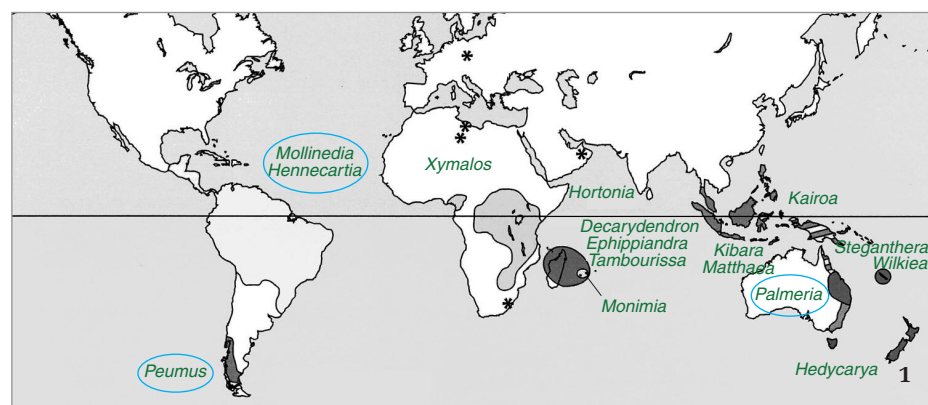 Mollinedia
Hennecartia
Xymalos
Hortonia
Kairoa
Decarydendron
Ephippiandra
Tambourissa
Kibara
Matthaea
Steganthera
Wilkiea
Monimia
Palmeria
Peumus
Hedycarya
1